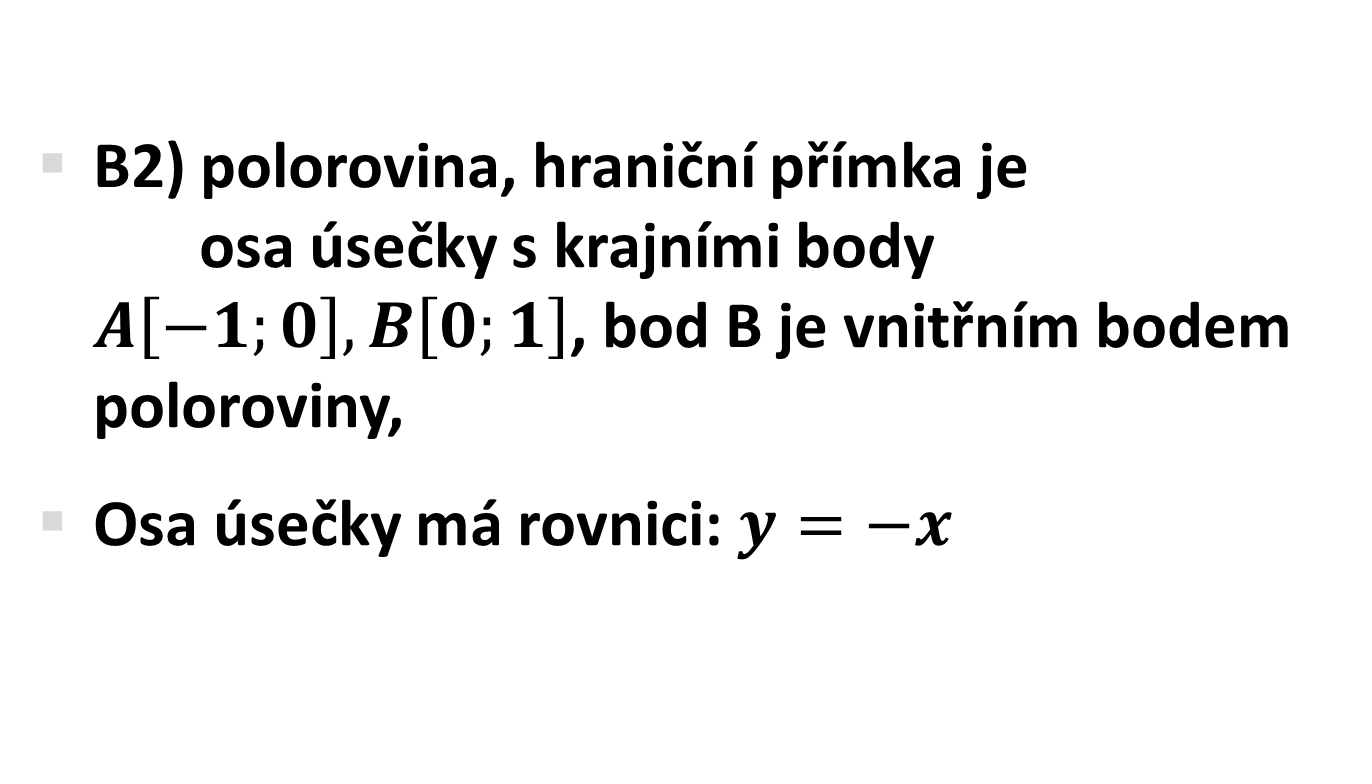 B2) polorovina, hraniční přímka je
osa úsečky s krajními body
A[−1; 0], B[0; 1], bod B je vnitřním bodem
poloroviny,
Osa úsečky má rovnici: y = −x